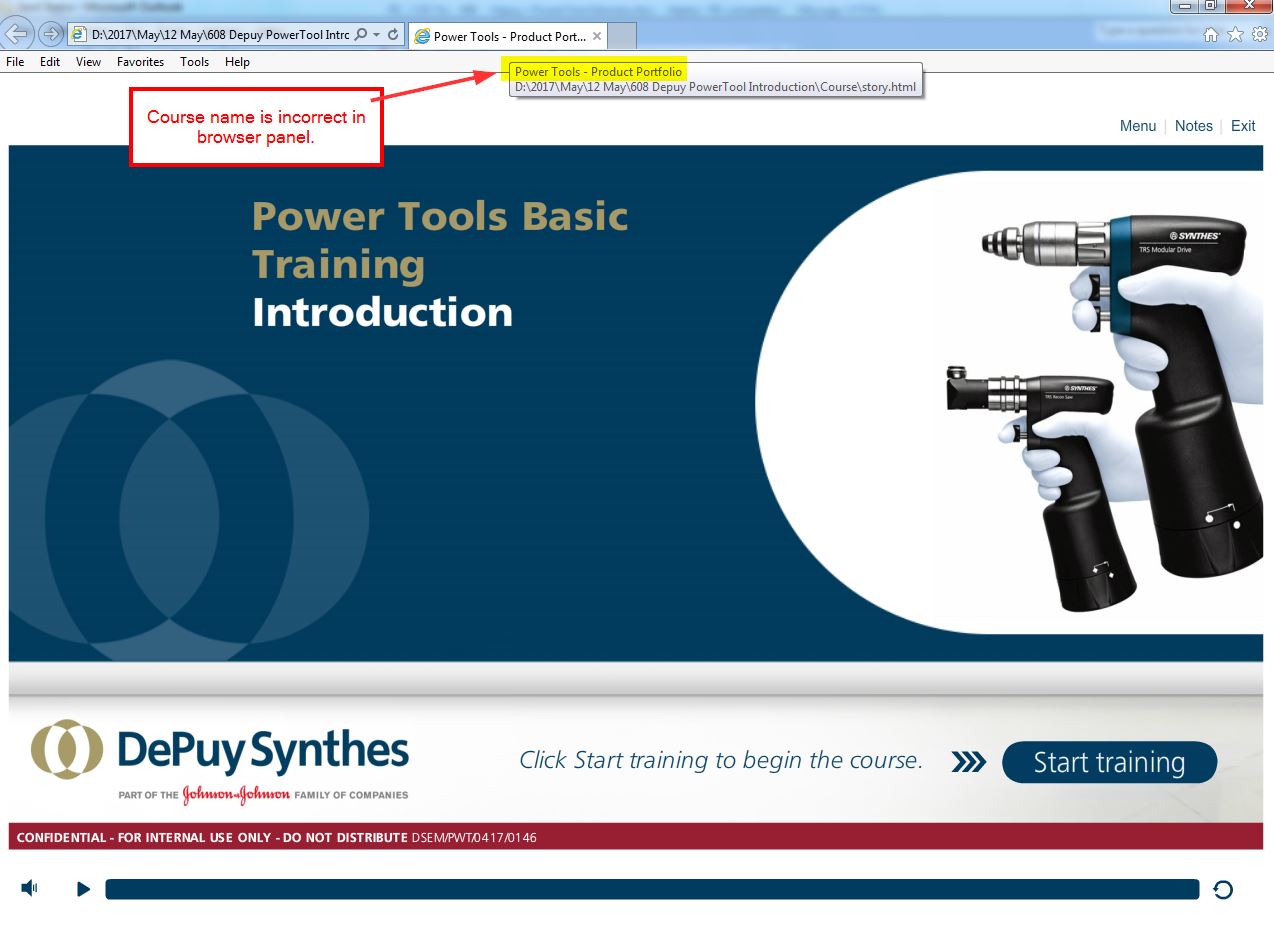 D:\2017\May\12 May\608 Depuy PowerTool Intro
Power Tools - Product Port...
File Edit View Favorites Tools Help
Power Tools - Product Portfolio
D:\2017\May\12 May\608 Depuy PowerTool Introduction\Course\story.html
Course name is incorrect in
browser panel.
Menu | Notes | Exit
Power Tools Basic
Training
Introduction
SYNTHES
TRS Modular Drive
SYNTHES
TRS Recon Saw
DePuy Synthes
PART OF THE Johnson & Johnson FAMILY OF COMPANIES
Click Start training to begin the course.
Start training
CONFIDENTIAL - FOR INTERNAL USE ONLY - DO NOT DISTRIBUTE DSEM/PWT/0417/0146